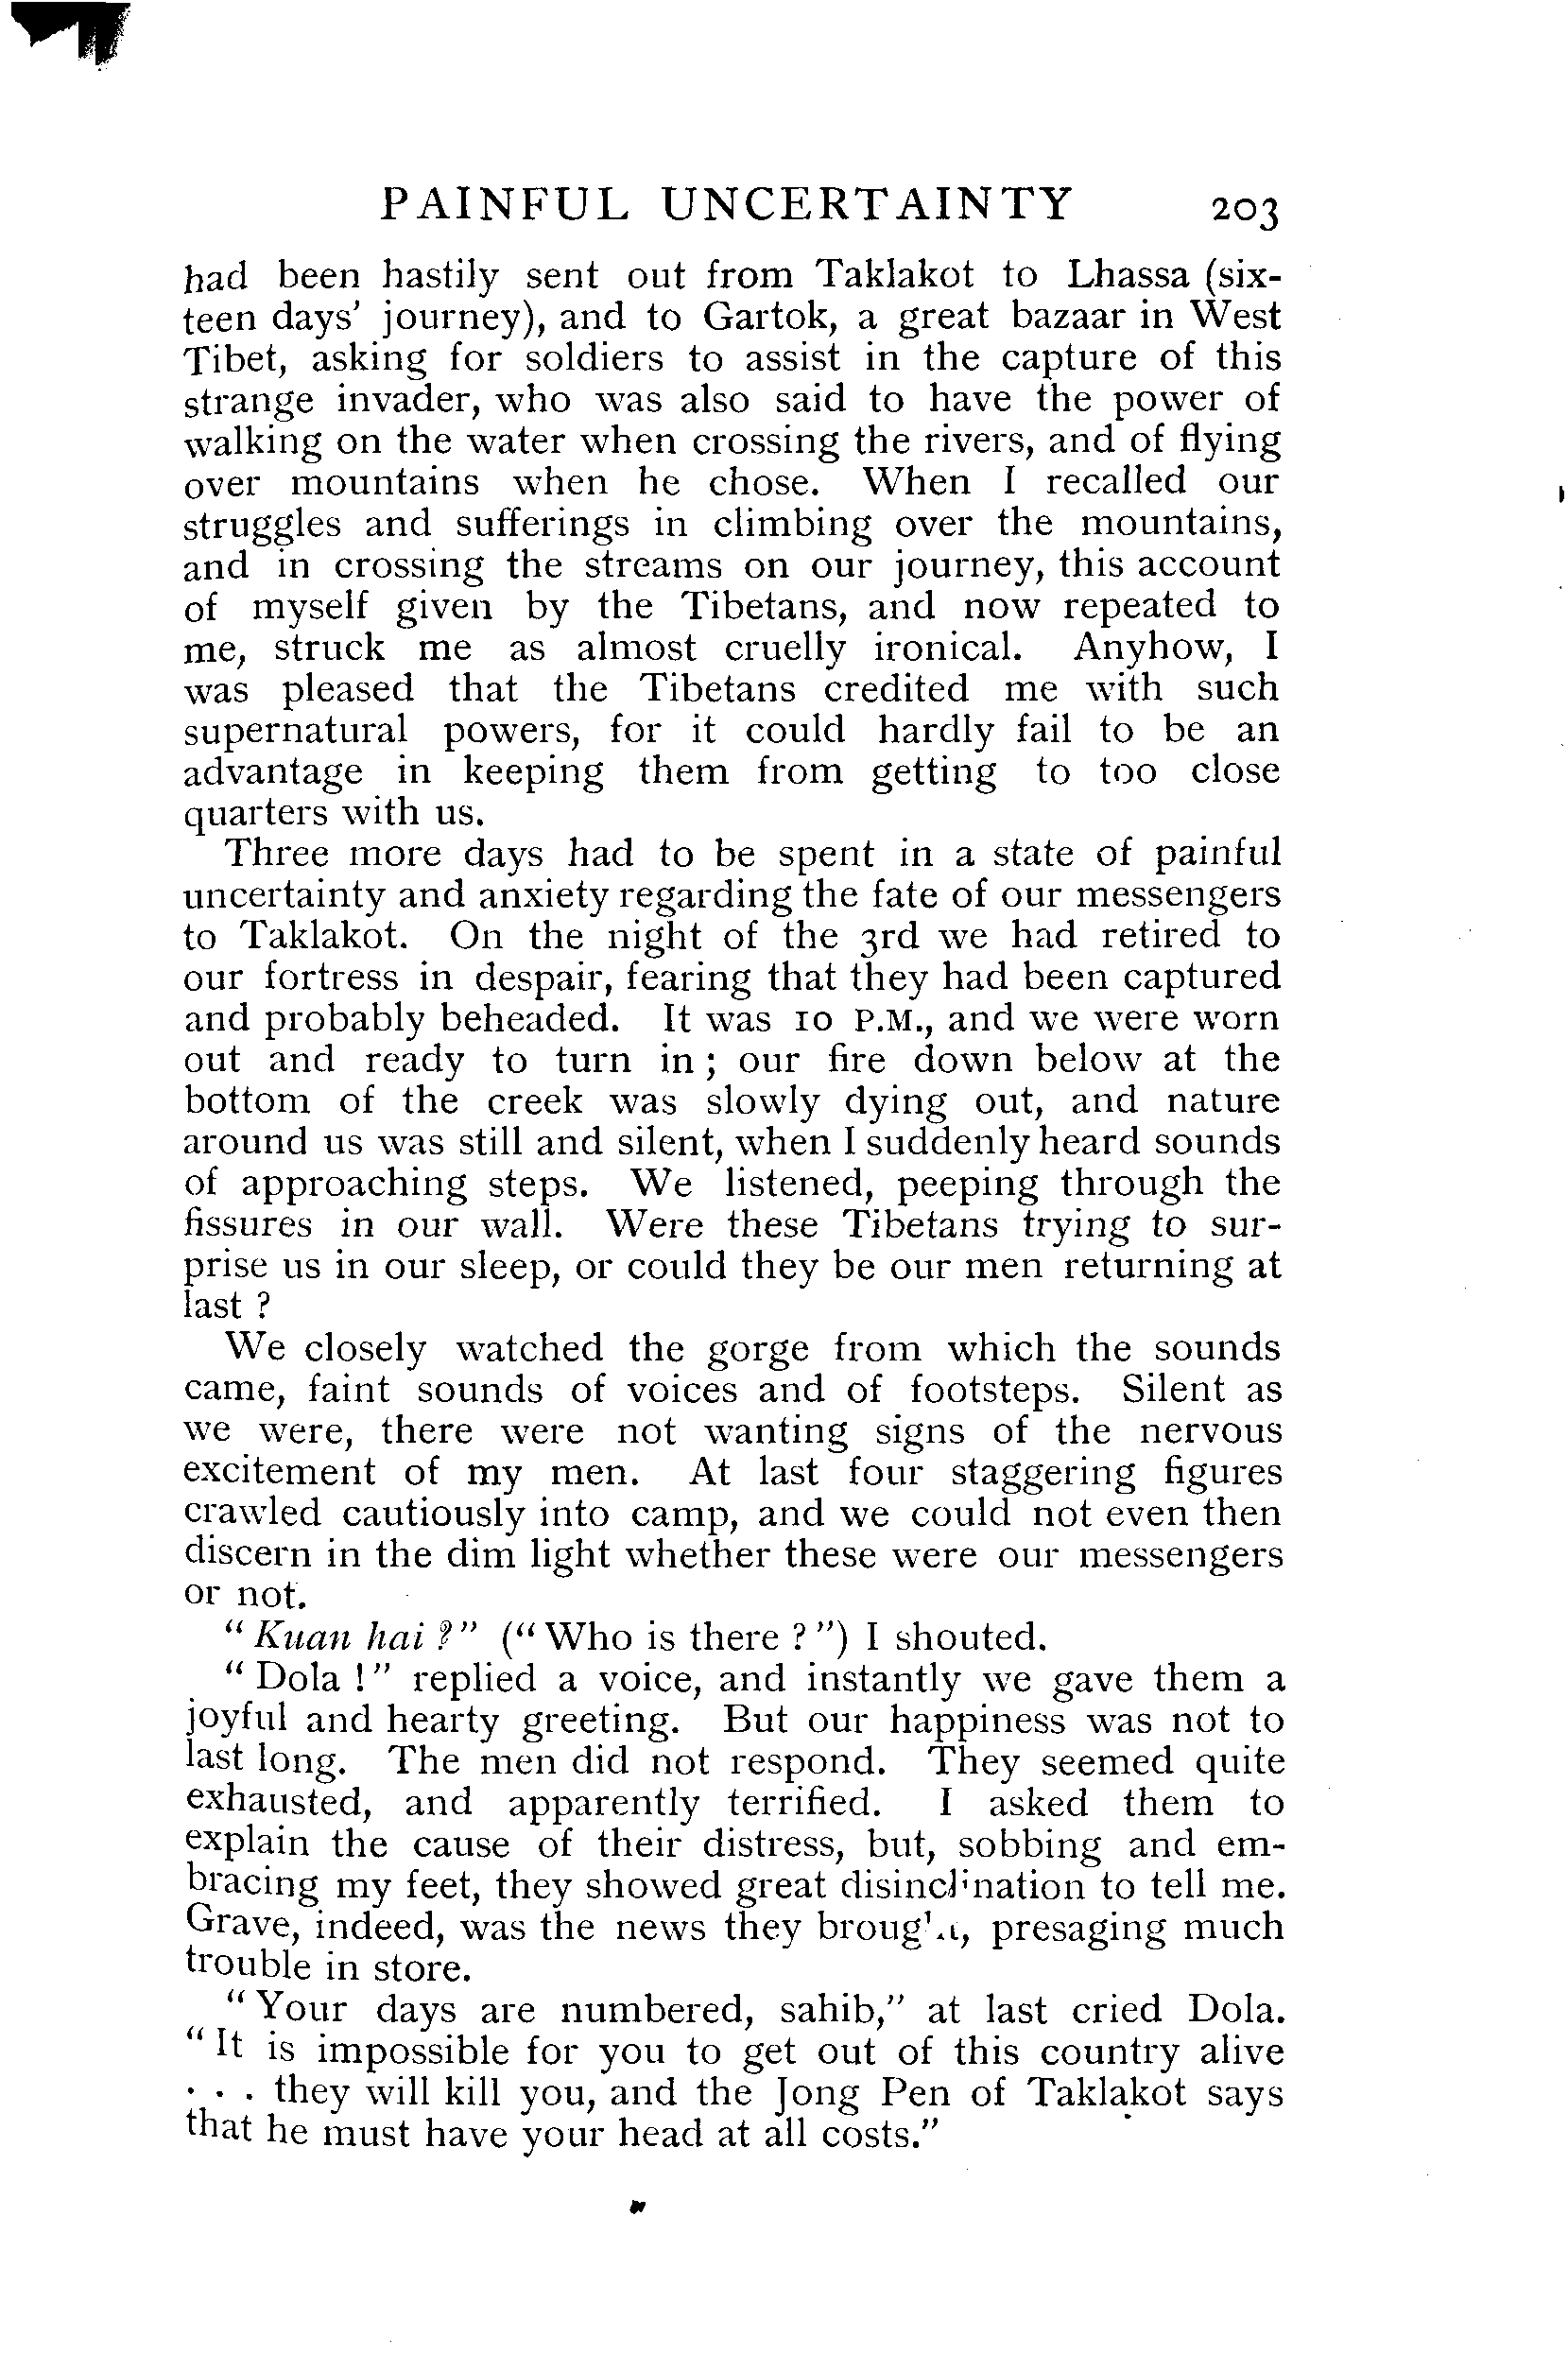 PAINFUL UNCERTAINTY 203
had been hastily sent out from Taklakot to Lhassa (six-
teen days' journey), and to Gartok, a great bazaar in West
Tibet, asking for soldiers to assist in the capture of this
strange invader, who was also said to have the power of
walking on the water when crossing the rivers, and of flying
over mountains when he chose. When I recalled our
struggles and sufferings in climbing over the mountains,
and in crossing the streams on our journey, this account
of myself given by the Tibetans, and now repeated to
me, struck me as almost cruelly ironical. Anyhow, I
was pleased that the Tibetans credited me with such
supernatural powers, for it could hardly fail to be an
advantage in keeping them from getting to too close
quarters with us.
Three more days had to be spent in a state of painful
uncertainty and anxiety regarding the fate of our messengers
to Taklakot. On the night of the 3rd we had retired to
our fortress in despair, fearing that they had been captured
and probably beheaded. It was 10 P.M., and we were worn
out and ready to turn in; our fire down below at the
bottom of the creek was slowly dying out, and nature
around us was still and silent, when I suddenly heard sounds
of approaching steps. We listened, peeping through the
fissures in our wall. Were these Tibetans trying to sur-
prise us in our sleep, or could they be our men returning at
last ?
We closely watched the gorge from which the sounds
came, faint sounds of voices and of footsteps. Silent as
we were, there were not wanting signs of the nervous
excitement of my men. At last four staggering figures
crawled cautiously into camp, and we could not even then
discern in the dim light whether these were our messengers
or not.
"Kuan hai ?" ("Who is there ?") I shouted.
"Dola !" replied a voice, and instantly we gave them a
joyful and hearty greeting. But our happiness was not to
last long. The men did not respond. They seemed quite
exhausted, and apparently terrified. I asked them to
explain the cause of their distress, but, sobbing and em-
bracing my feet, they showed great disinclination to tell me.
Grave, indeed, was the news they brought, presaging much
trouble in store.
"Your days are numbered, sahib," at last cried Dola.
"It is impossible for you to get out of this country alive
. . . they will kill you, and the Jong Pen of Taklakot says
that he must have your head at all costs."